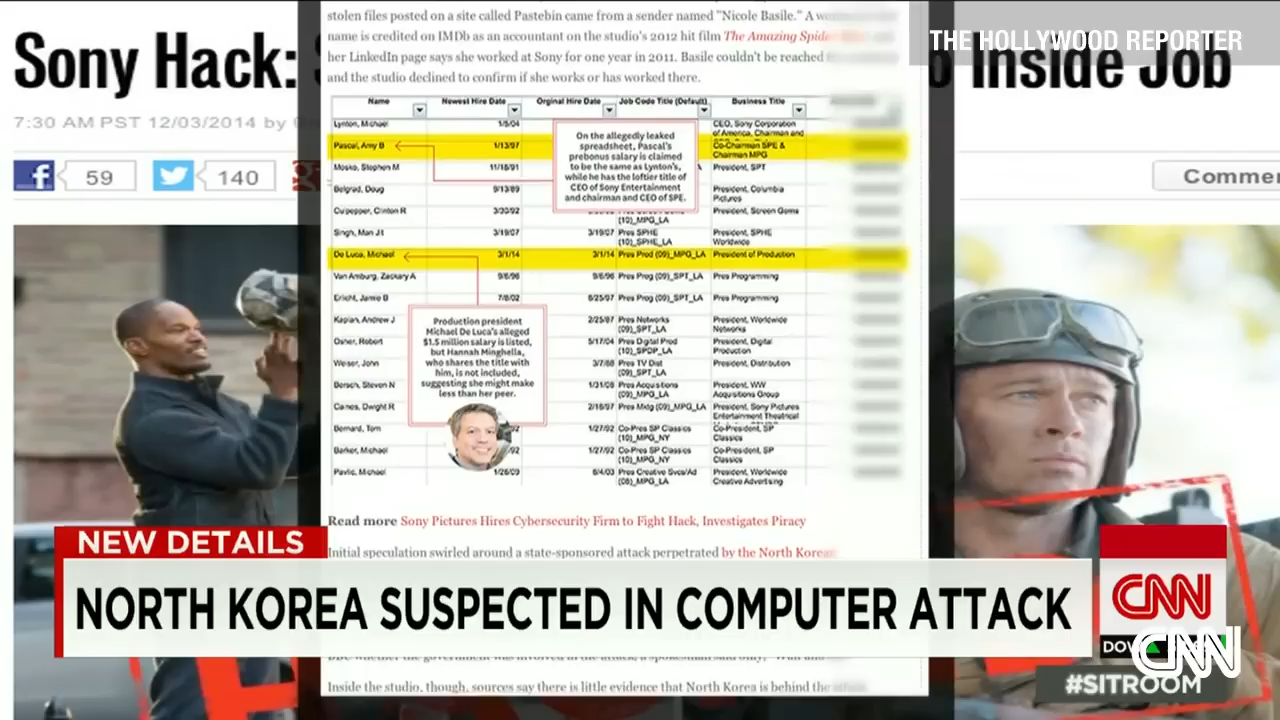 THE HOLLYWOOD REPORTER
Sony Hack:
Inside Job
7:30 AM PST 12/03/2014 by
f 59
140
Commen
stolen files posted on a site called Pastebin came from a sender named "Nicole Basile." A
name is credited on IMDb as an accountant on the studio's 2012 hit film The Amazing
her LinkedIn page says she worked at Sony for one year in 2011. Basile couldn't be reached
and the studio declined to confirm if she works or has worked there.
Name Newest Hire Date Orginal Hire Date Job Code Title (Default) Business Title
Lynton, Michael 1/5/04 CEO, Sony Corporation
of America, Chairman and
Pascal, Amy B 1/13/97 Co-Chairman SPE &
Chairman MPG
Mosko, Stephen M 11/18/91 President, SPT
Belgrad, Doug 9/13/89 President, Columbia
Pictures
Culpepper, Clinton R 3/20/92 President, Screen Gems
(10)_MPG_LA
Singh, Man Jit 3/19/07 3/19/07 Pres SPHE President, SPHE
(10)_SPHE_LA Worldwide
De Luca, Michael 3/1/14 3/1/14 Pres Prod (09)_MPG_LA President of Production
Van Amburg, Zackary A 9/6/96 9/6/96 Pres Prog (09)_SPT_LA Pres Programming
Erlicht, Jamie B 7/8/02 8/25/97 Pres Prog (09)_SPT_LA Pres Programming
Kaplan, Andrew J 2/25/87 Pres Networks President, Worldwide
(09)_SPT_LA Networks
Osher, Robert 5/17/04 Pres Digital Prod President, Digital
(10)_SPDP_LA Production
Weiser, John 3/7/88 Pres TV Dist President, Distribution
(09)_SPT_LA
Bersch, Steven N 1/31/08 Pres Acquisitions President, WW
(09)_MPG_LA Acquisitions Group
Caines, Dwight R 2/18/97 Pres Mktg (09)_MPG_LA President, Sony Pictures
Entertainment Theatrical
Bernard, Tom 1/27/92 Co-Pres SP Classics Co-President, SP
(10)_MPG_NY Classics
Barker, Michael 1/27/92 Co-Pres SP Classics Co-President, SP
(10)_MPG_NY Classics
Pavlic, Michael 1/26/09 8/4/03 Pres Creative Svcs/Ad President, Worldwide
(08)_MPG_LA Creative Advertising
On the allegedly leaked
spreadsheet, Pascal's
prebonus salary is claimed
to be the same as Lynton's,
while he has the loftier title of
CEO of Sony Entertainment
and chairman and CEO of SPE.
Production president
Michael De Luca's alleged
$1.5 million salary is listed,
but Hannah Minghella,
who shares the title with
him, is not included,
suggesting she might make
less than her peer.
Read more Sony Pictures Hires Cybersecurity Firm to Fight Hack, Investigates Piracy
Initial speculation swirled around a state-sponsored attack perpetrated by the North Korean
NEW DETAILS
NORTH KOREA SUSPECTED IN COMPUTER ATTACK
CNN
DOW
CNN
#SITROOM
Inside the studio, though, sources say there is little evidence that North Korea is behind the